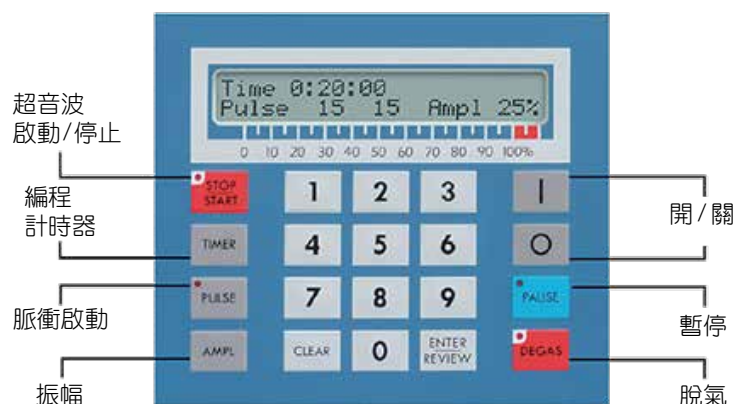 Time 0:20:00
Pulse 15 15 Ampl 25%
0 10 20 30 40 50 60 70 80 90 100%
超音波
啟動/停止
STOP
START
1 2 3
|
開/關
編程
計時器
TIMER
4 5 6
O
脈衝啟動
PULSE
7 8 9
PAUSE
暫停
振幅
AMPL
CLEAR
0
ENTER
REVIEW
DEGAS
脫氣